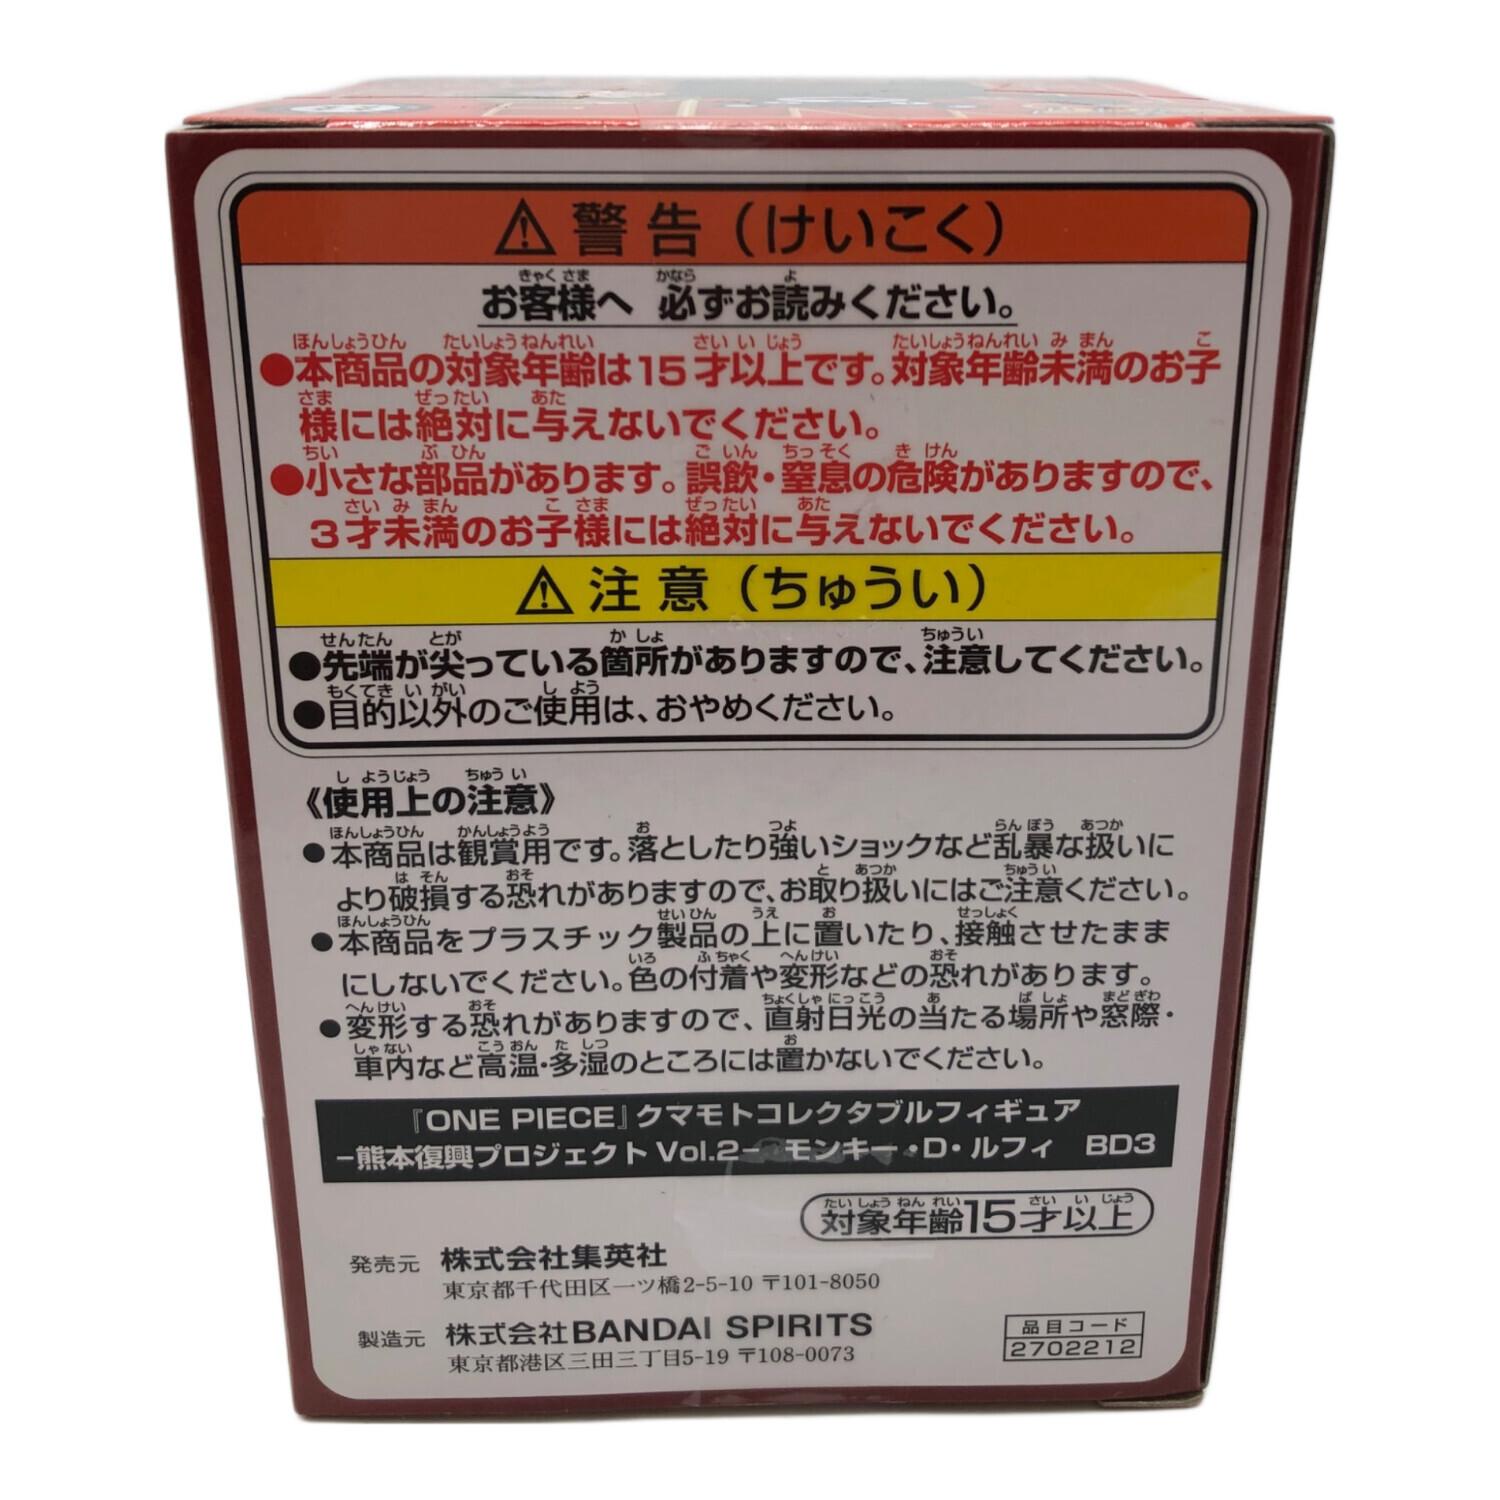 ⚠警告（けいこく）
お客様へ 必ずお読みください。
●本商品の対象年齢は15才以上です。対象年齢未満のお子
様には絶対に与えないでください。
●小さな部品があります。誤飲・窒息の危険がありますので、
3才未満のお子様には絶対に与えないでください。
⚠注意（ちゅうい）
●先端が尖っている箇所がありますので、注意してください。
●目的以外のご使用は、おやめください。
《使用上の注意》
●本商品は観賞用です。落としたり強いショックなど乱暴な扱いに
より破損する恐れがありますので、お取り扱いにはご注意ください。
●本商品をプラスチック製品の上に置いたり、接触させたまま
にしないでください。色の付着や変形などの恐れがあります。
●変形する恐れがありますので、直射日光の当たる場所や窓際・
車内など高温・多湿のところには置かないでください。
『ONE PIECE』クマモトコレクタブルフィギュア
-熊本復興プロジェクト Vol.2- モンキー・D・ルフィ BD3
対象年齢15才以上
発売元 株式会社集英社
東京都千代田区一ツ橋2-5-10 〒101-8050
製造元 株式会社BANDAI SPIRITS
東京都港区三田三丁目5-19 〒108-0073
品目コード
2702212